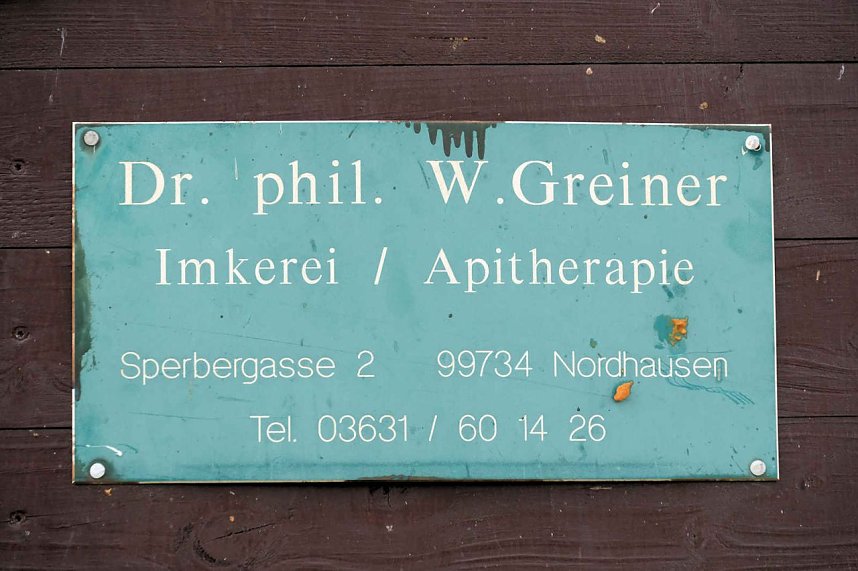 Dr. phil. W.Greiner
Imkerei / Apitherapie
Sperbergasse 2 99734 Nordhausen
Tel. 03631 / 60 14 26